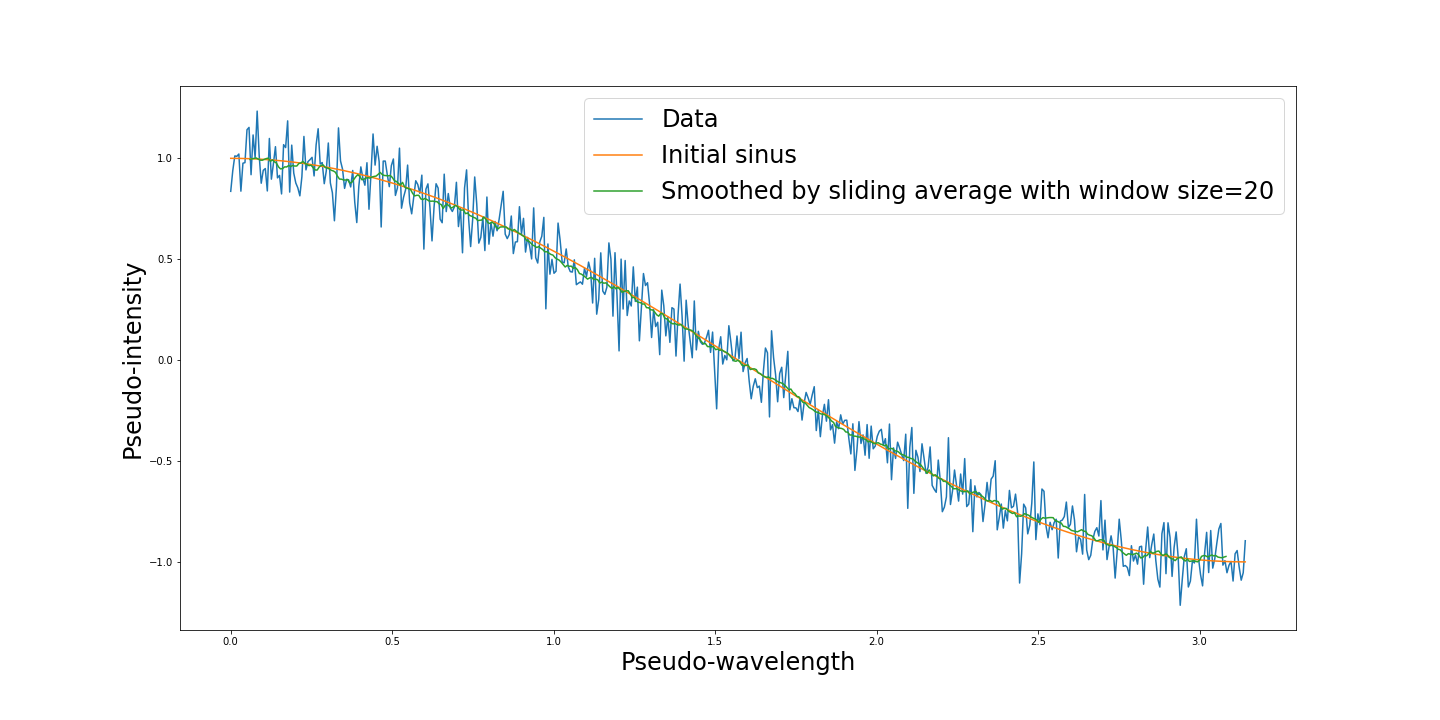 Data
Initial sinus
Smoothed by sliding average with window size=20
1.0
0.5
0.0
−0.5
−1.0
Pseudo-intensity
0.0 0.5 1.0 1.5 2.0 2.5 3.0
Pseudo-wavelength